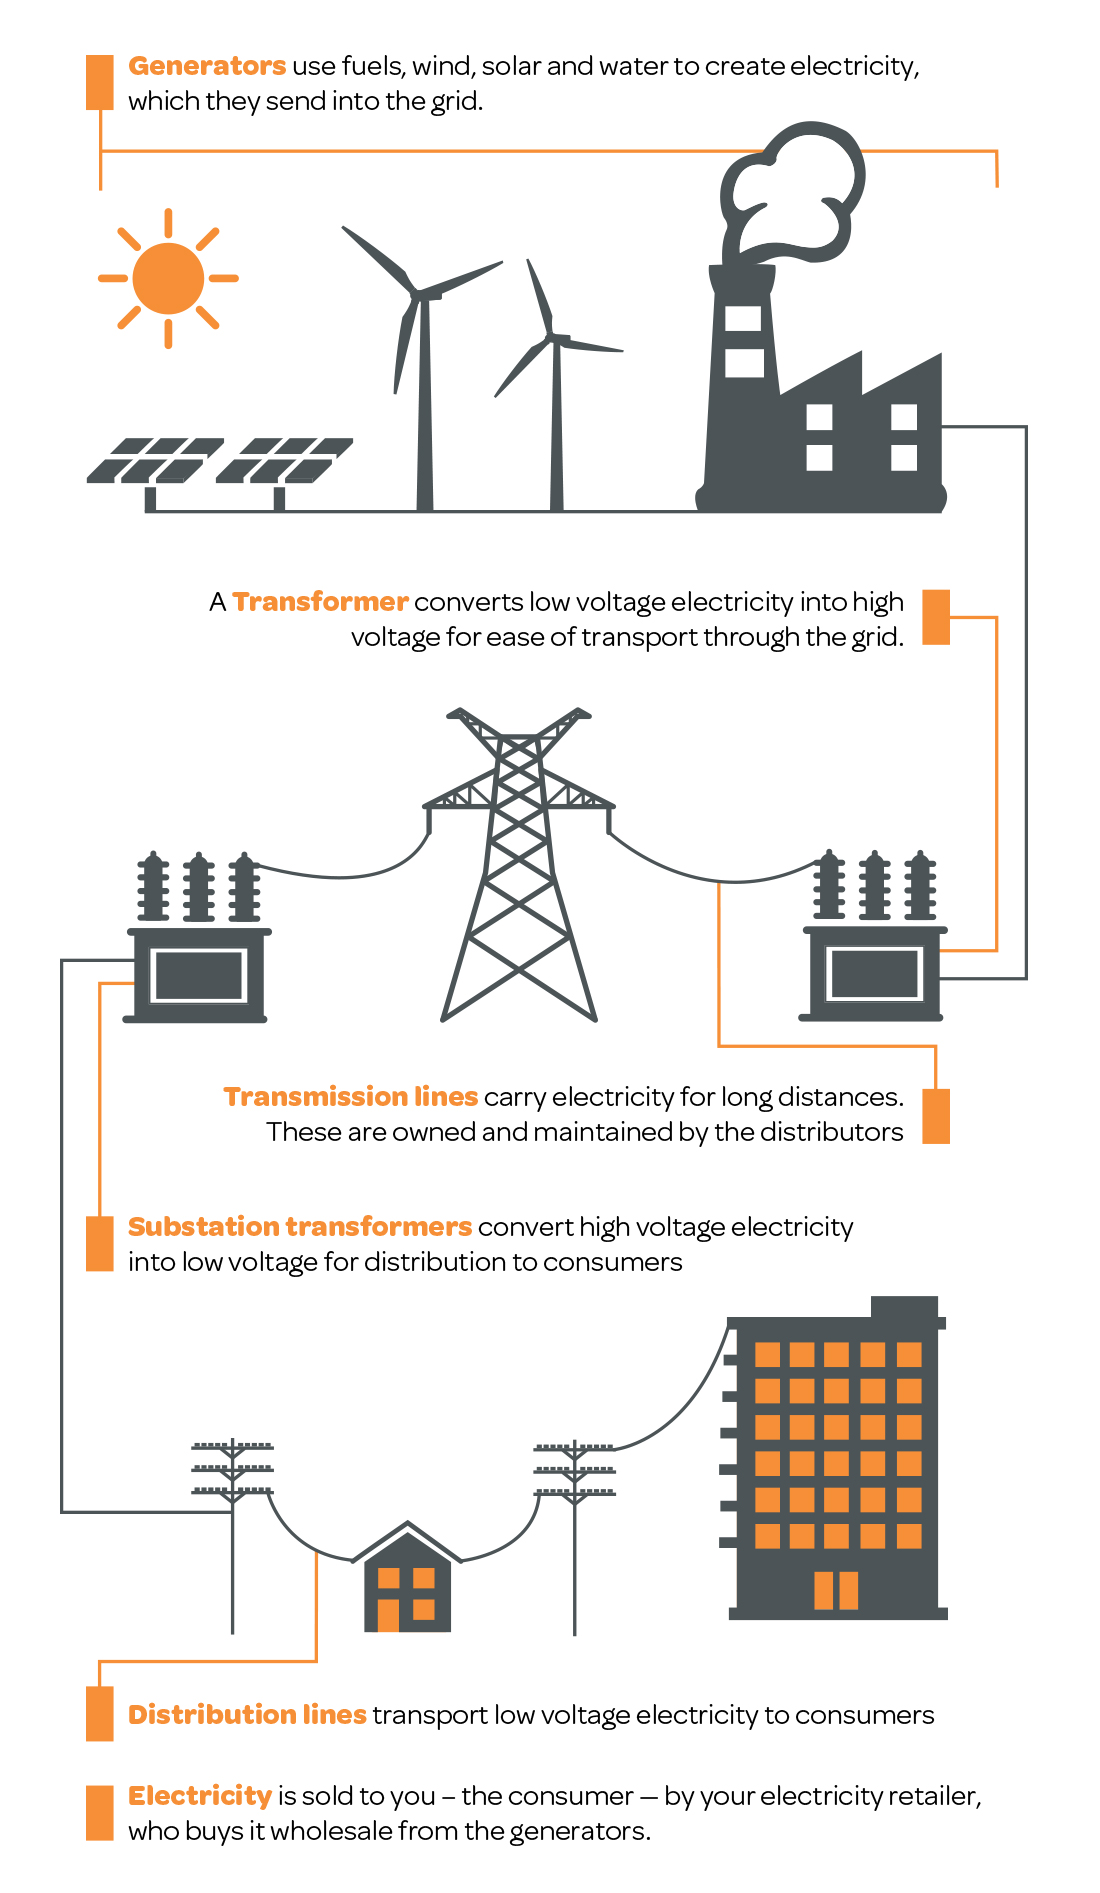 Generators use fuels, wind, solar and water to create electricity,
which they send into the grid.
A Transformer converts low voltage electricity into high
voltage for ease of transport through the grid.
Transmission lines carry electricity for long distances.
These are owned and maintained by the distributors
Substation transformers convert high voltage electricity
into low voltage for distribution to consumers
Distribution lines transport low voltage electricity to consumers
Electricity is sold to you – the consumer — by your electricity retailer,
who buys it wholesale from the generators.